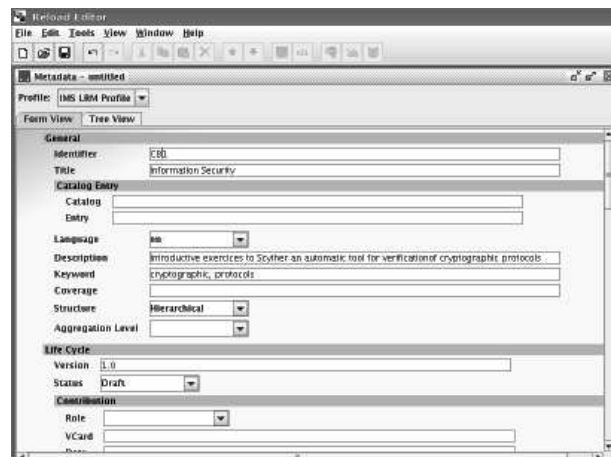 Reload Editor
File Edit Tools View Window Help
Metadata - untitled
Profile: IMS LRM Profile
Form View Tree View
General
Identifier CB1
Title Information Security
Catalog Entry
Catalog
Entry
Language en
Description Introductive exercices to Scyther an automatic tool for verificationof cryptographic protocols
Keyword cryptographic, protocols
Coverage
Structure Hierarchical
Aggregation Level
Life Cycle
Version 1.0
Status Draft
Contribution
Role
VCard